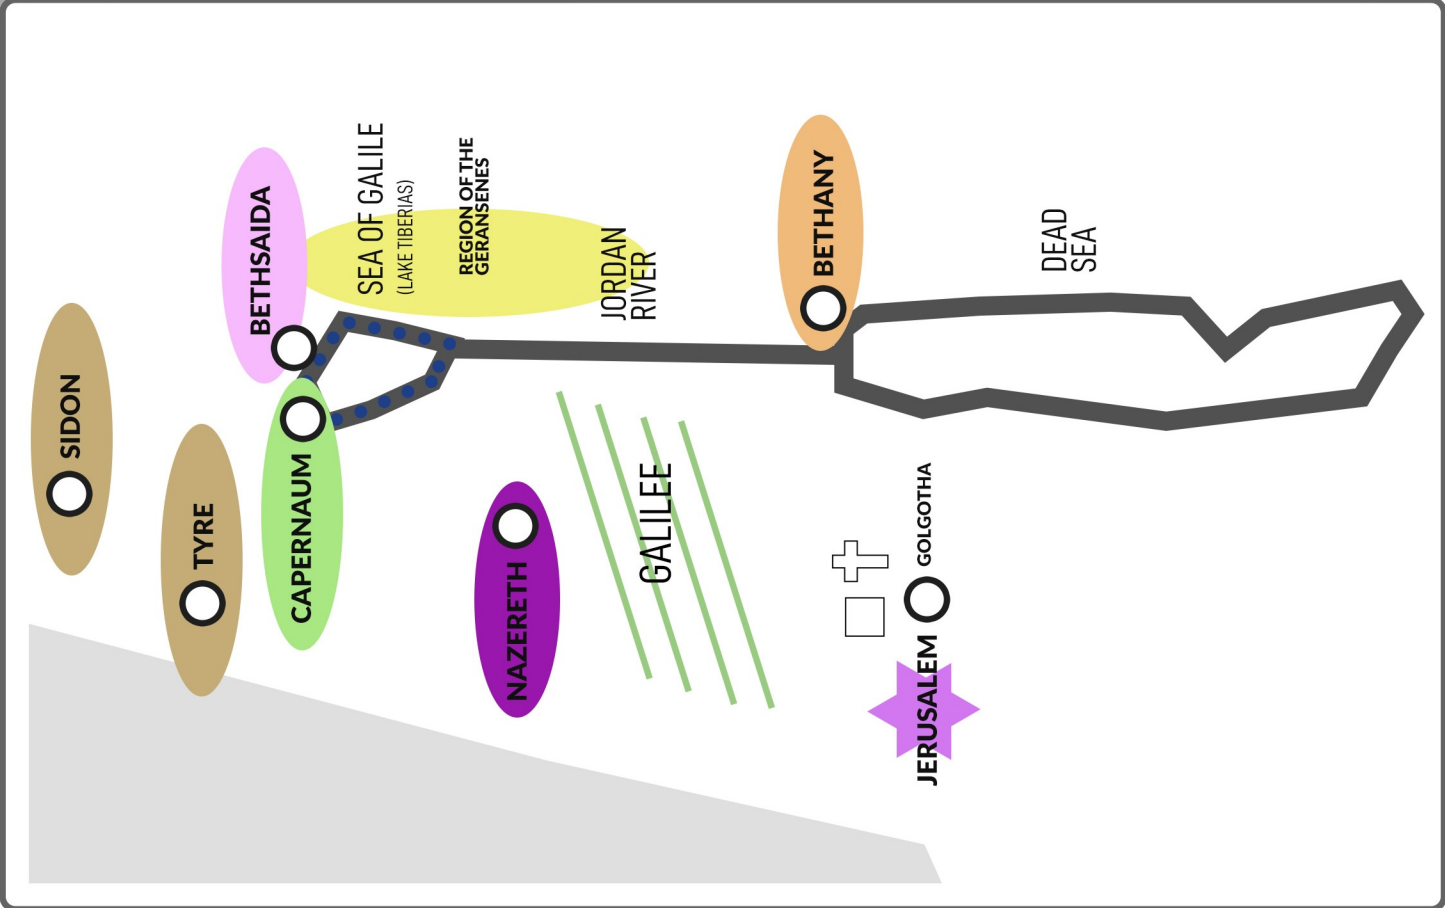 SIDON
TYRE
BETHSAIDA
CAPERNAUM
SEA OF GALILE
(LAKE TIBERIAS)
REGION OF THE
GERANSENES
JORDAN
RIVER
NAZERETH
GALILEE
BETHANY
DEAD
SEA
GOLGOTHA
JERUSALEM